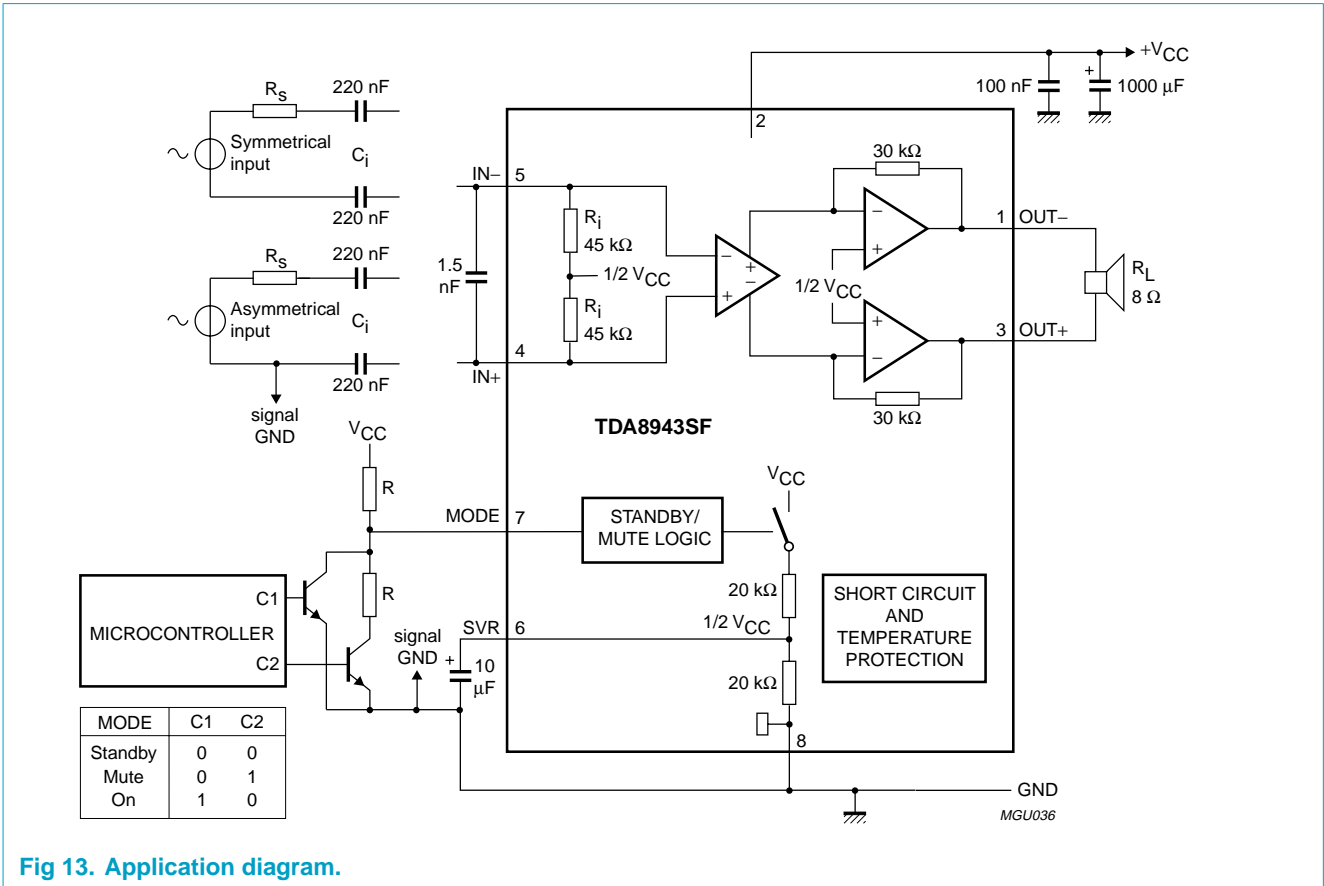 +VCC
220 nF
RS
100 nF
+
1000 μF
2
Symmetrical
input
Ci
30 kΩ
IN−
5
220 nF
Ri
45 kΩ
−
+
1
OUT−
220 nF
RS
1.5
nF
1/2 VCC
−
+
+
−
1/2 VCC
RL
8 Ω
Asymmetrical
input
Ci
Ri
45 kΩ
+
−
3
OUT+
4
IN+
220 nF
signal
GND
30 kΩ
TDA8943SF
VCC
R
VCC
MODE
7
STANDBY/
MUTE LOGIC
C1
R
20 kΩ
SHORT CIRCUIT
AND
TEMPERATURE
PROTECTION
MICROCONTROLLER
signal
GND
SVR
6
1/2 VCC
C2
+
10
μF
20 kΩ
MODE C1 C2
Standby 0 0
Mute 0 1
On 1 0
8
GND
MGU036
Fig 13. Application diagram.